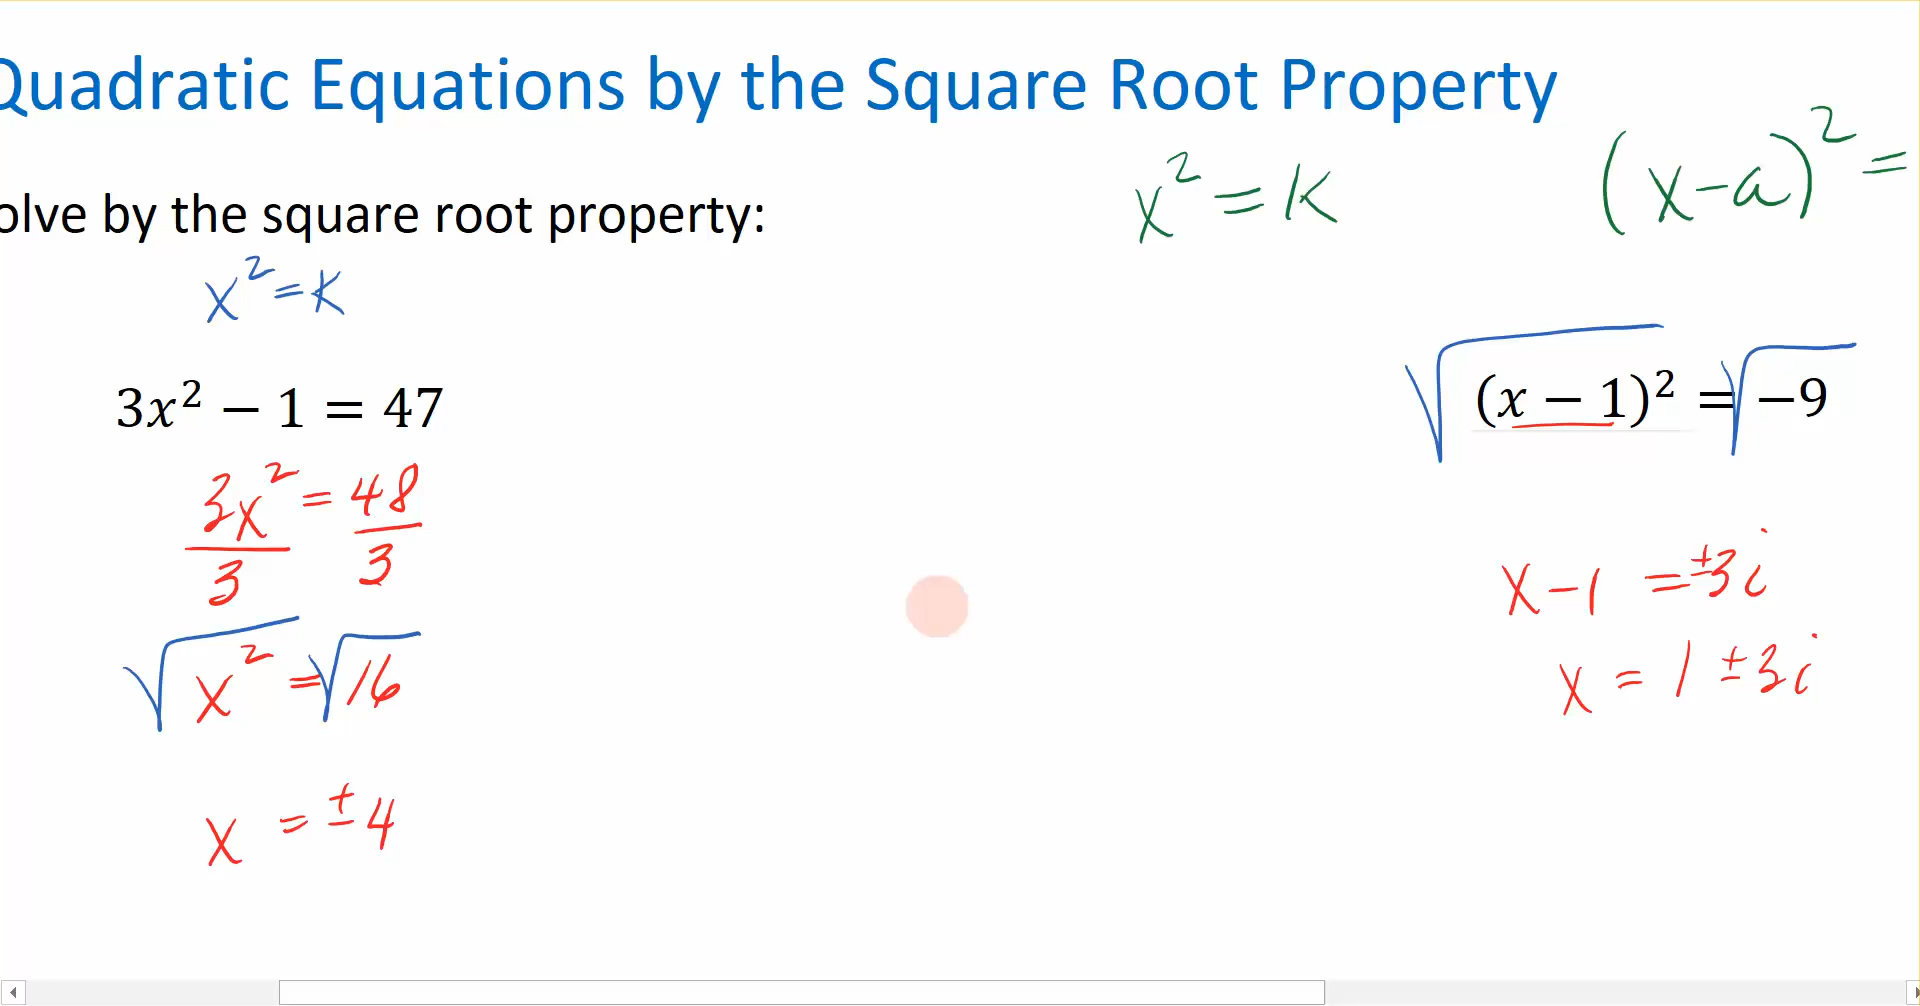 Quadratic Equations by the Square Root Property
x² = k
(x-a)² =
olve by the square root property:
x² = k
3x² − 1 = 47
3x² = 48
3 3
√x² = √16
x = ± 4
√(x − 1)² = √−9
x - 1 = ±3i
x = 1 ± 3i